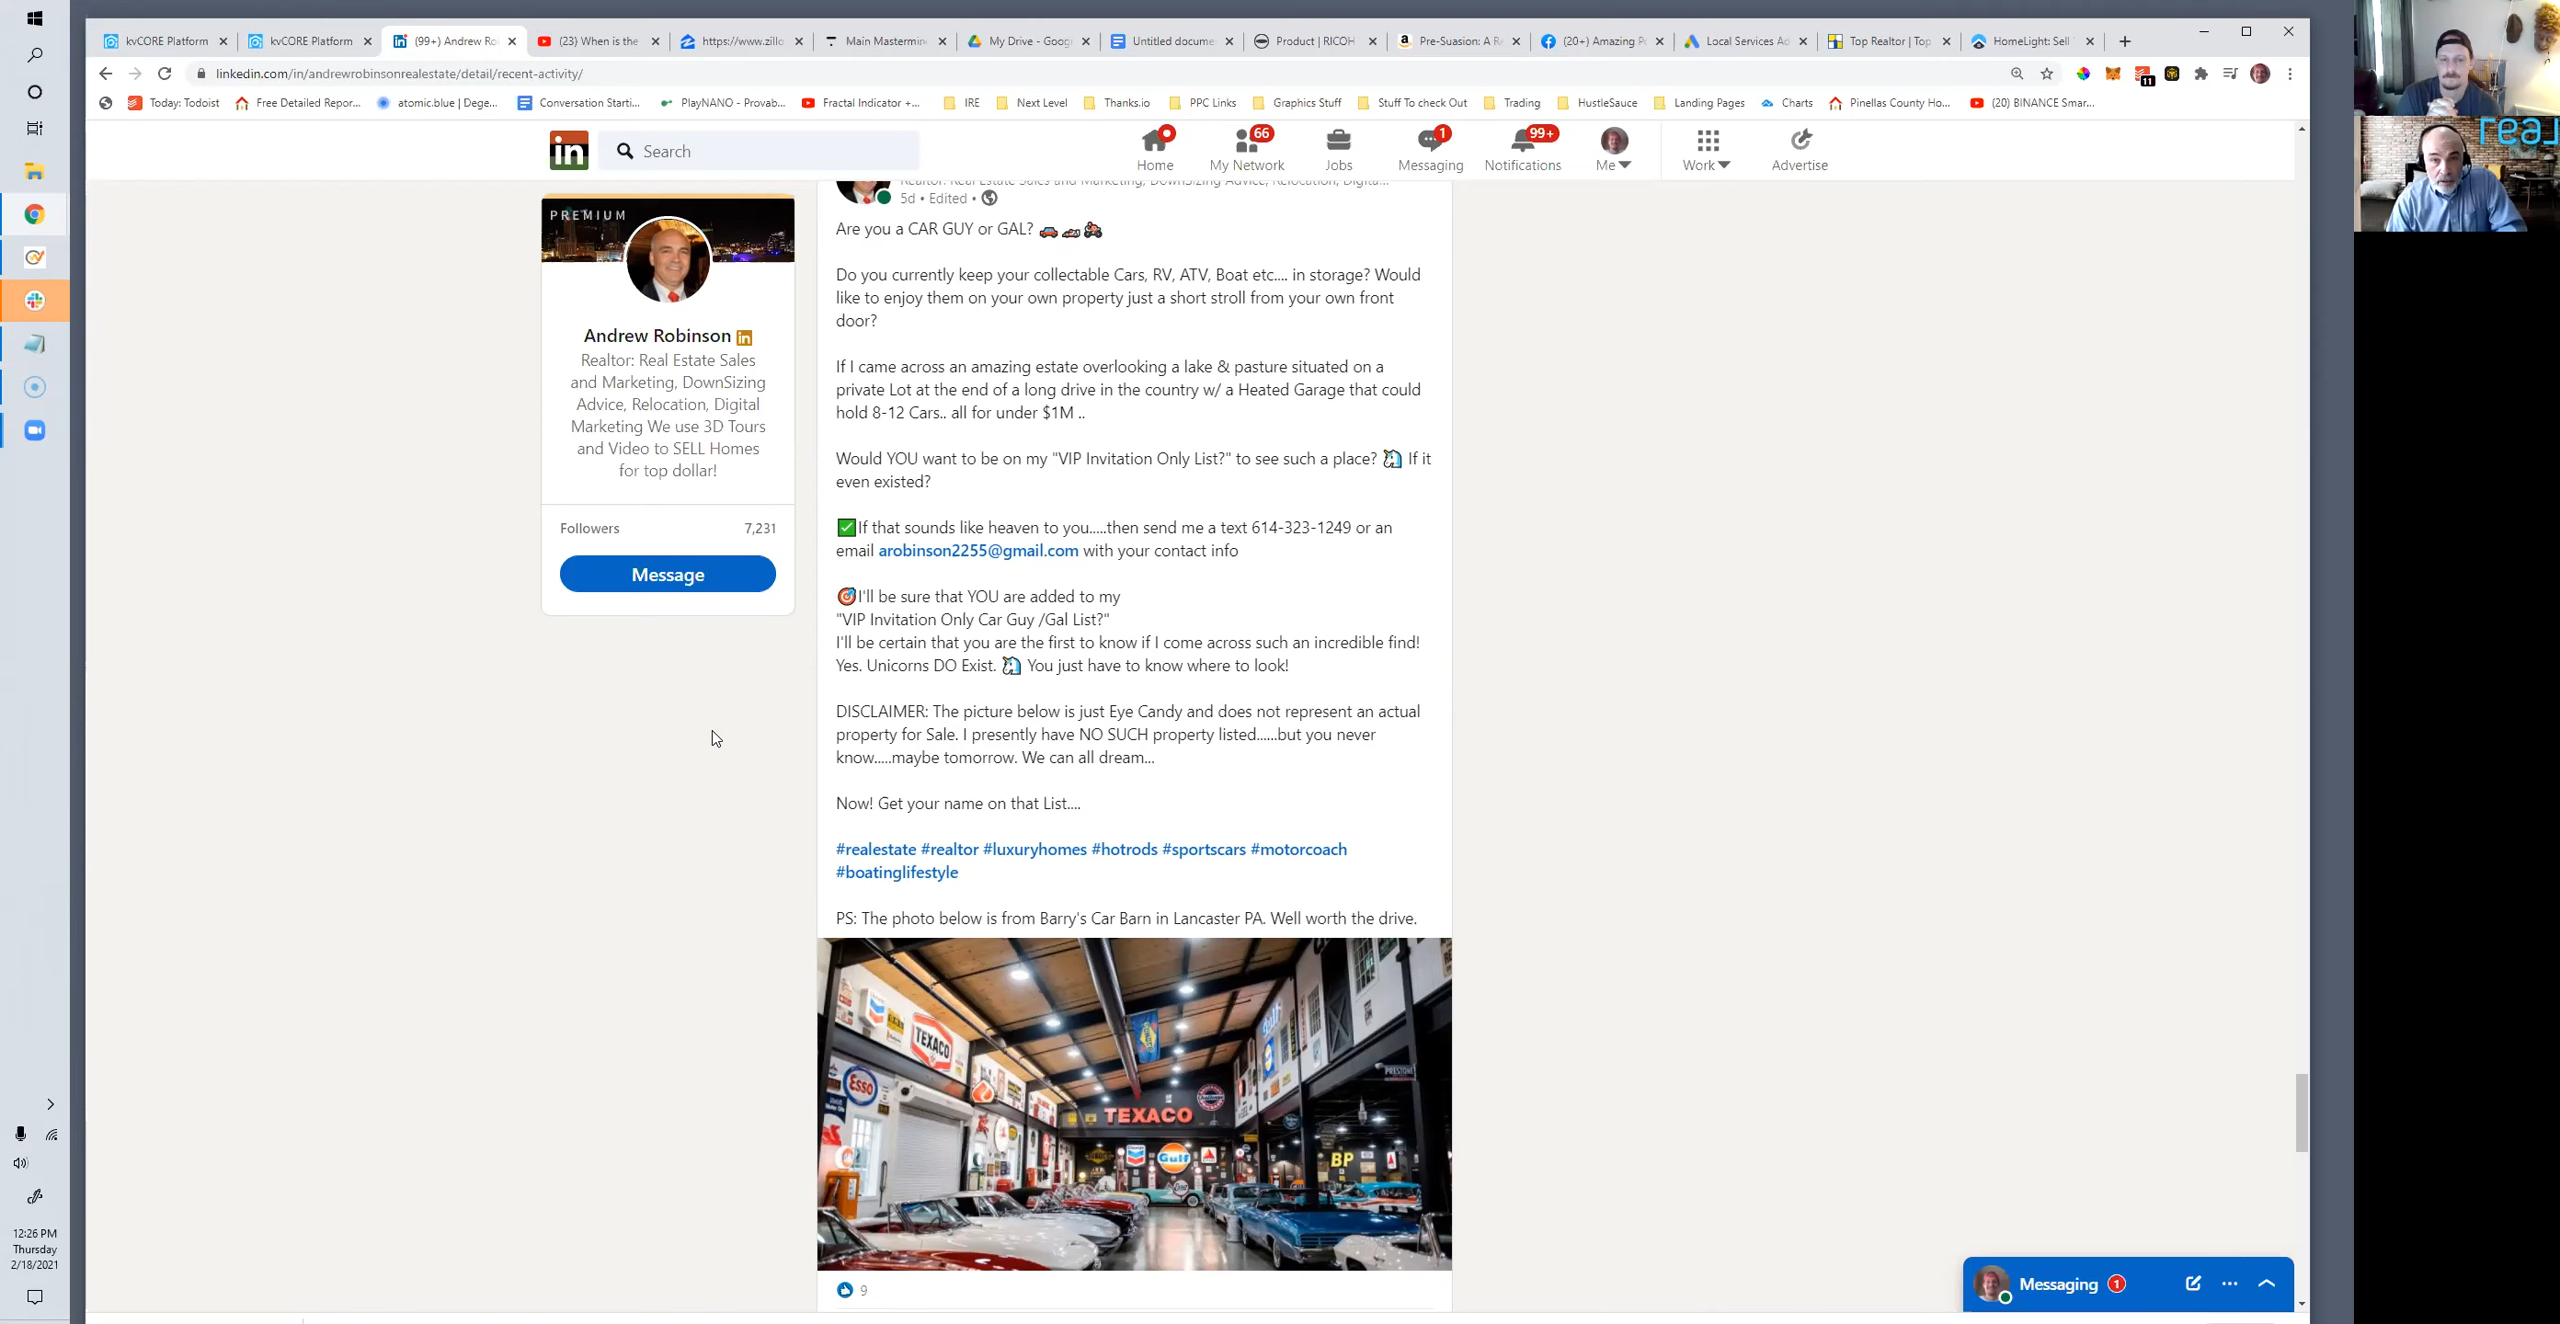 kvCORE Platform
kvCORE Platform
(99+) Andrew Ro
(23) When is the
https://www.zillo
Main Mastermin
My Drive - Goog
Untitled docume
Product | RICOH
Pre-Suasion: A R
(20+) Amazing P
Local Services Ad
Top Realtor | Top
HomeLight: Sell
linkedin.com/in/andrewrobinsonrealestate/detail/recent-activity/
11
Today: Todoist
Free Detailed Repor...
atomic.blue | Dege...
Conversation Starti...
PlayNANO - Provab...
Fractal Indicator +...
IRE
Next Level
Thanks.io
PPC Links
Graphics Stuff
Stuff To check Out
Trading
HustleSauce
Landing Pages
Charts
Pinellas County Ho...
(20) BINANCE Smar...
in
Search
Home
66
My Network
Jobs
1
Messaging
99+
Notifications
Me
Work
Advertise
real
PREMIUM
Andrew Robinson in
Realtor: Real Estate Sales
and Marketing, DownSizing
Advice, Relocation, Digital
Marketing We use 3D Tours
and Video to SELL Homes
for top dollar!
Followers 7,231
Message
Realtor: Real Estate Sales and Marketing, DownSizing Advice, Relocation, Digita...
5d • Edited •
Are you a CAR GUY or GAL?
Do you currently keep your collectable Cars, RV, ATV, Boat etc.... in storage? Would
like to enjoy them on your own property just a short stroll from your own front
door?
If I came across an amazing estate overlooking a lake & pasture situated on a
private Lot at the end of a long drive in the country w/ a Heated Garage that could
hold 8-12 Cars.. all for under $1M ..
Would YOU want to be on my "VIP Invitation Only List?" to see such a place? If it
even existed?
If that sounds like heaven to you.....then send me a text 614-323-1249 or an
email arobinson2255@gmail.com with your contact info
I'll be sure that YOU are added to my
"VIP Invitation Only Car Guy /Gal List?"
I'll be certain that you are the first to know if I come across such an incredible find!
Yes. Unicorns DO Exist. You just have to know where to look!
DISCLAIMER: The picture below is just Eye Candy and does not represent an actual
property for Sale. I presently have NO SUCH property listed......but you never
know.....maybe tomorrow. We can all dream...
Now! Get your name on that List....
#realestate #realtor #luxuryhomes #hotrods #sportscars #motorcoach
#boatinglifestyle
PS: The photo below is from Barry's Car Barn in Lancaster PA. Well worth the drive.
TEXACO
ESSO
TEXACO
Gulf
BP
PRESTONE
9
12:26 PM
Thursday
2/18/2021
Messaging 1